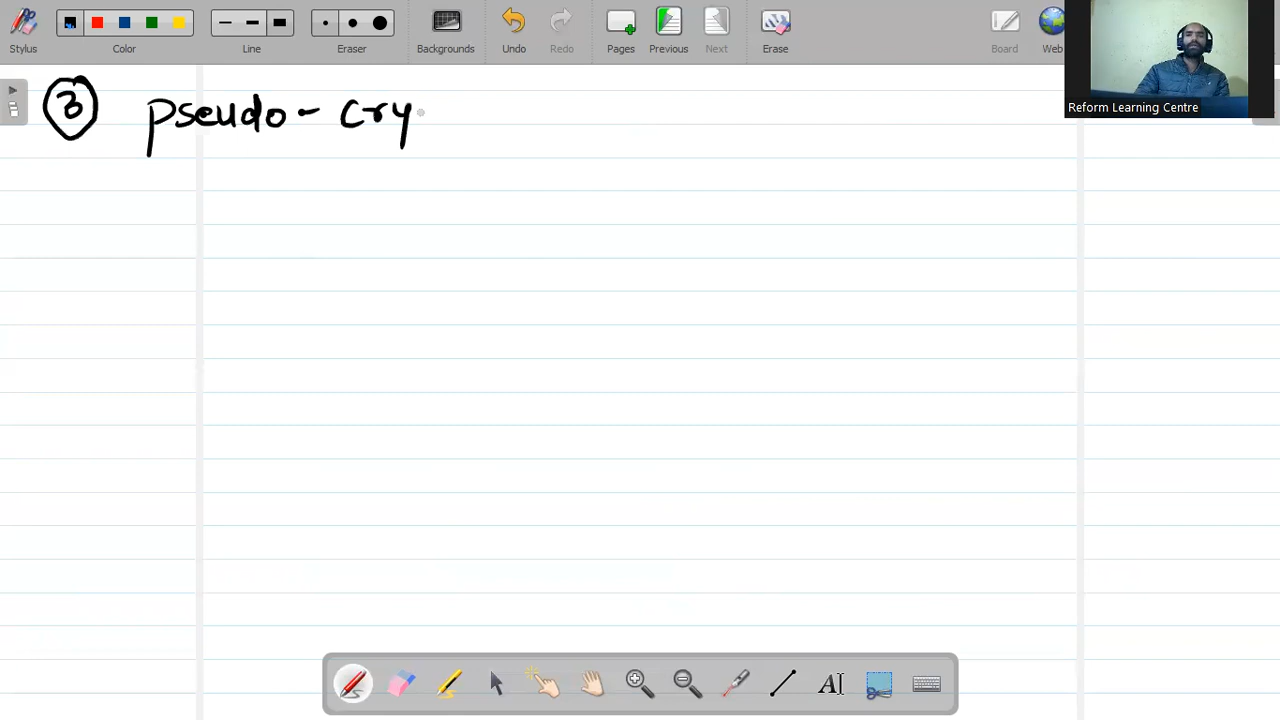 Stylus
Color
Line
Eraser
Backgrounds
Undo
Redo
Pages
Previous
Next
Erase
Board
Web
Reform Learning Centre
③ pseudo - cry
AI